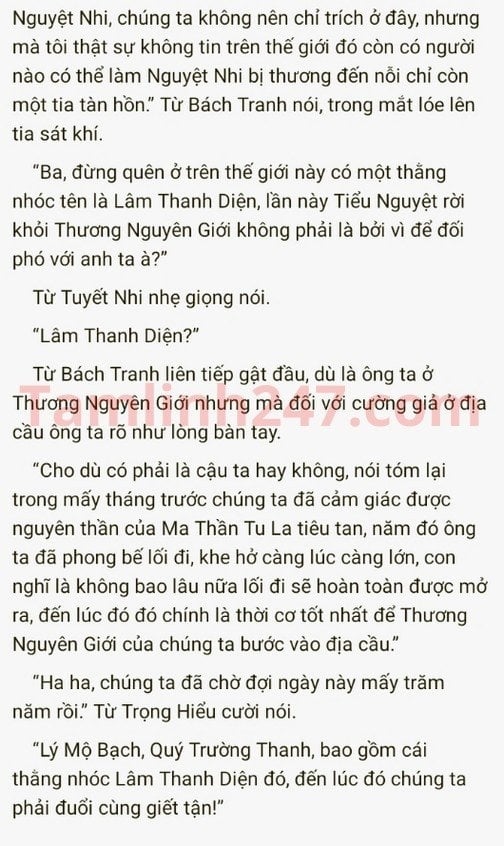 Nguyệt Nhi, chúng ta không nên chỉ trích ở đây, nhưng
mà tôi thật sự không tin trên thế giới đó còn có người
nào có thể làm Nguyệt Nhi bị thương đến nỗi chỉ còn
một tia tàn hồn.” Từ Bách Tranh nói, trong mắt lóe lên
tia sát khí.
“Ba, đừng quên ở trên thế giới này có một thằng
nhóc tên là Lâm Thanh Diện, lần này Tiểu Nguyệt rời
khỏi Thương Nguyên Giới không phải là bởi vì để đối
phó với anh ta à?”
Từ Tuyết Nhi nhẹ giọng nói.
“Lâm Thanh Diện?”
Từ Bách Tranh liên tiếp gật đầu, dù là ông ta ở
Thương Nguyên Giới nhưng mà đối với cường giả ở địa
cầu ông ta rõ như lòng bàn tay.
Tamlinh247.com
“Cho dù có phải là cậu ta hay không, nói tóm lại
trong mấy tháng trước chúng ta đã cảm giác được
nguyên thần của Ma Thần Tu La tiêu tan, năm đó ông
ta đã phong bế lối đi, khe hở càng lúc càng lớn, con
nghĩ là không bao lâu nữa lối đi sẽ hoàn toàn được mở
ra, đến lúc đó đó chính là thời cơ tốt nhất để Thương
Nguyên Giới của chúng ta bước vào địa cầu.”
“Ha ha, chúng ta đã chờ đợi ngày này mấy trăm
năm rồi.” Từ Trọng Hiểu cười nói.
“Lý Mộ Bạch, Quý Trường Thanh, bao gồm cái
thằng nhóc Lâm Thanh Diện đó, đến lúc đó chúng ta
phải đuổi cùng giết tận!”